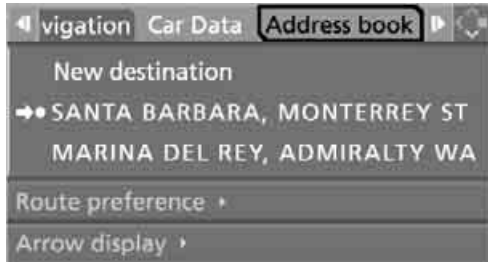 vigation Car Data Address book
New destination
SANTA BARBARA, MONTERREY ST
MARINA DEL REY, ADMIRALTY WA
Route preference
Arrow display